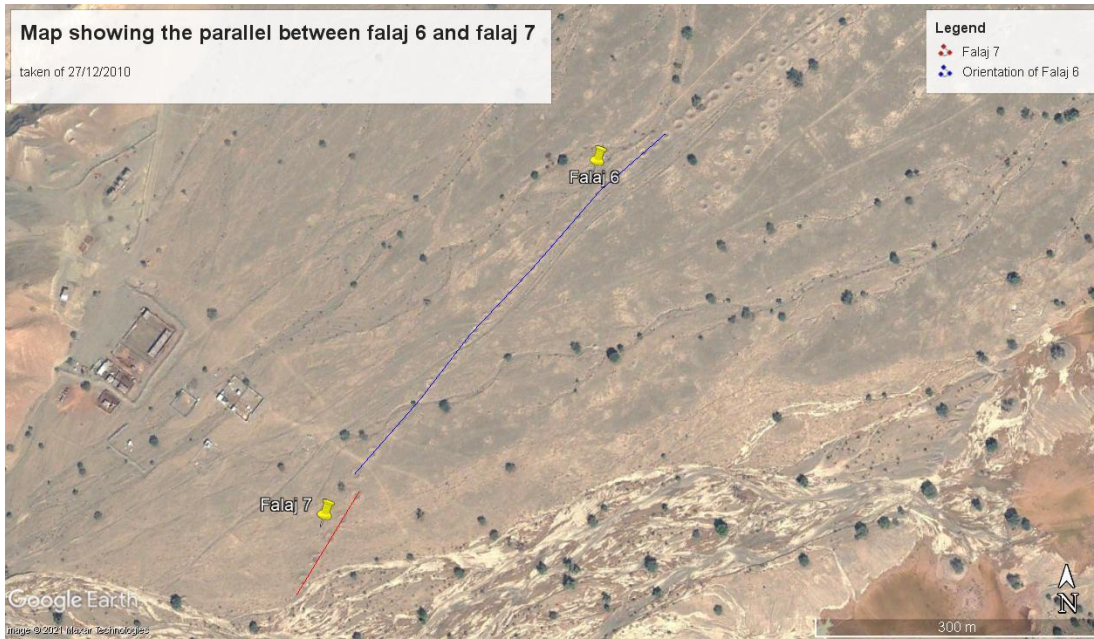 Map showing the parallel between falaj 6 and falaj 7
taken of 27/12/2010
Legend
Falaj 7
Orientation of Falaj 6
Falaj 6
Falaj 7
Google Earth
Image © 2021 Maxar Technologies
N
300 m